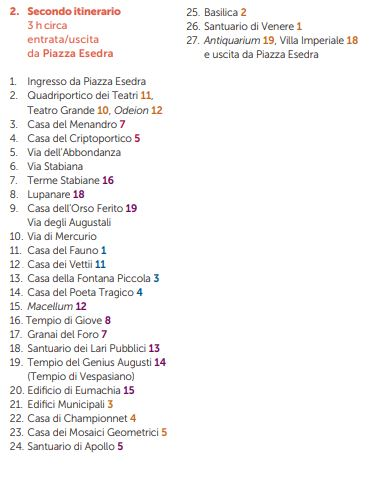 2. Secondo itinerario
3 h circa
entrata/uscita
da Piazza Esedra
1. Ingresso da Piazza Esedra
2. Quadriportico dei Teatri 11,
Teatro Grande 10, Odeion 12
3. Casa del Menandro 7
4. Casa del Criptoportico 5
5. Via dell'Abbondanza
6. Via Stabiana
7. Terme Stabiane 16
8. Lupanare 18
9. Casa dell'Orso Ferito 19
Via degli Augustali
10. Via di Mercurio
11. Casa del Fauno 1
12. Casa dei Vettii 11
13. Casa della Fontana Piccola 3
14. Casa del Poeta Tragico 4
15. Macellum 12
16. Tempio di Giove 8
17. Granai del Foro 7
18. Santuario dei Lari Pubblici 13
19. Tempio del Genius Augusti 14
(Tempio di Vespasiano)
20. Edificio di Eumachia 15
21. Edifici Municipali 3
22. Casa di Championnet 4
23. Casa dei Mosaici Geometrici 5
24. Santuario di Apollo 5
25. Basilica 2
26. Santuario di Venere 1
27. Antiquarium 19, Villa Imperiale 18
e uscita da Piazza Esedra